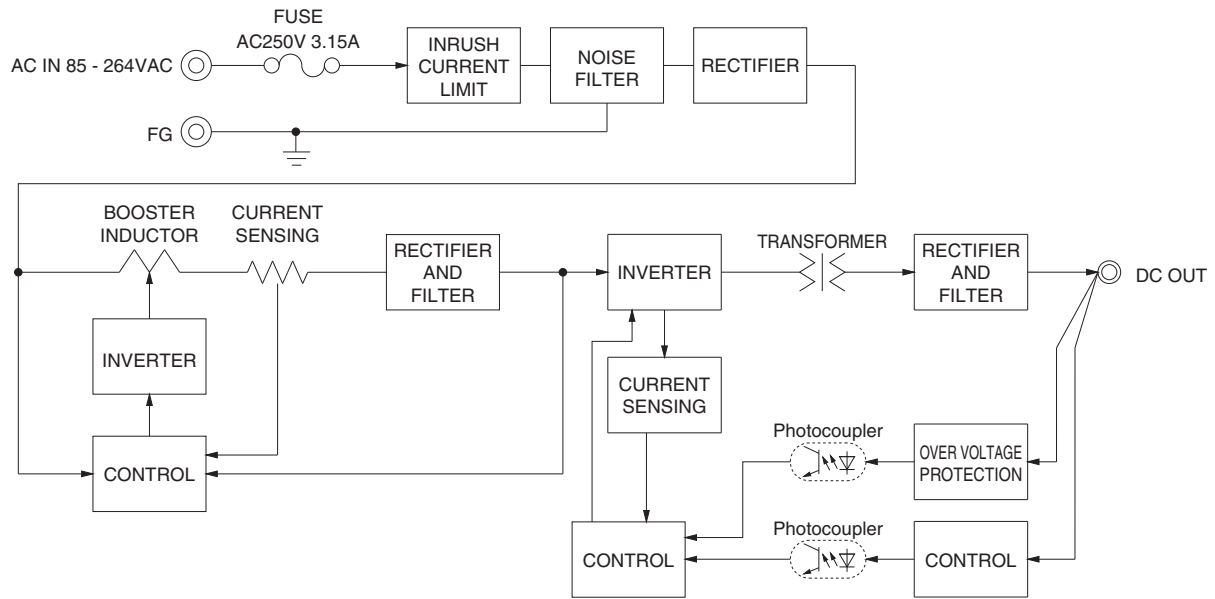 FUSE
AC250V 3.15A
AC IN 85 - 264VAC
INRUSH
CURRENT
LIMIT
NOISE
FILTER
RECTIFIER
FG
BOOSTER
INDUCTOR
CURRENT
SENSING
RECTIFIER
AND
FILTER
INVERTER
TRANSFORMER
RECTIFIER
AND
FILTER
DC OUT
INVERTER
CURRENT
SENSING
CONTROL
Photocoupler
OVER VOLTAGE
PROTECTION
CONTROL
Photocoupler
CONTROL